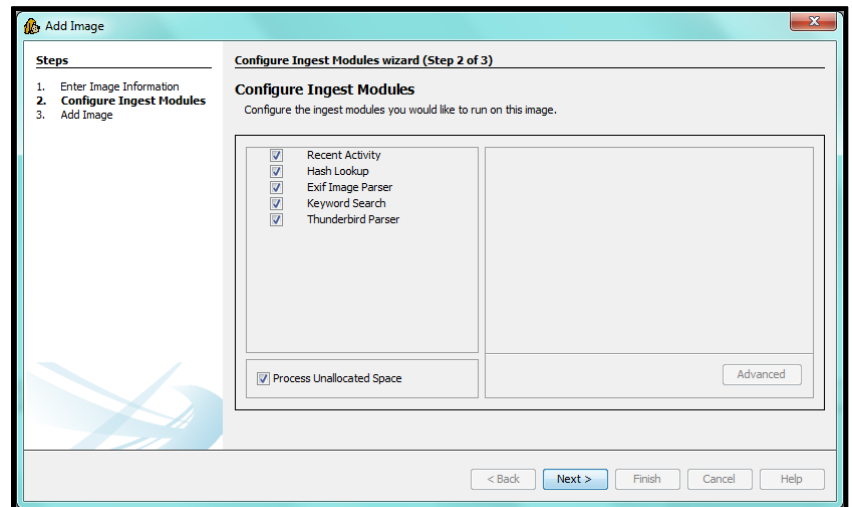 Add Image
Steps
1. Enter Image Information
2. Configure Ingest Modules
3. Add Image
Configure Ingest Modules wizard (Step 2 of 3)
Configure Ingest Modules
Configure the ingest modules you would like to run on this image.
Recent Activity
Hash Lookup
Exif Image Parser
Keyword Search
Thunderbird Parser
Process Unallocated Space
Advanced
< Back Next > Finish Cancel Help